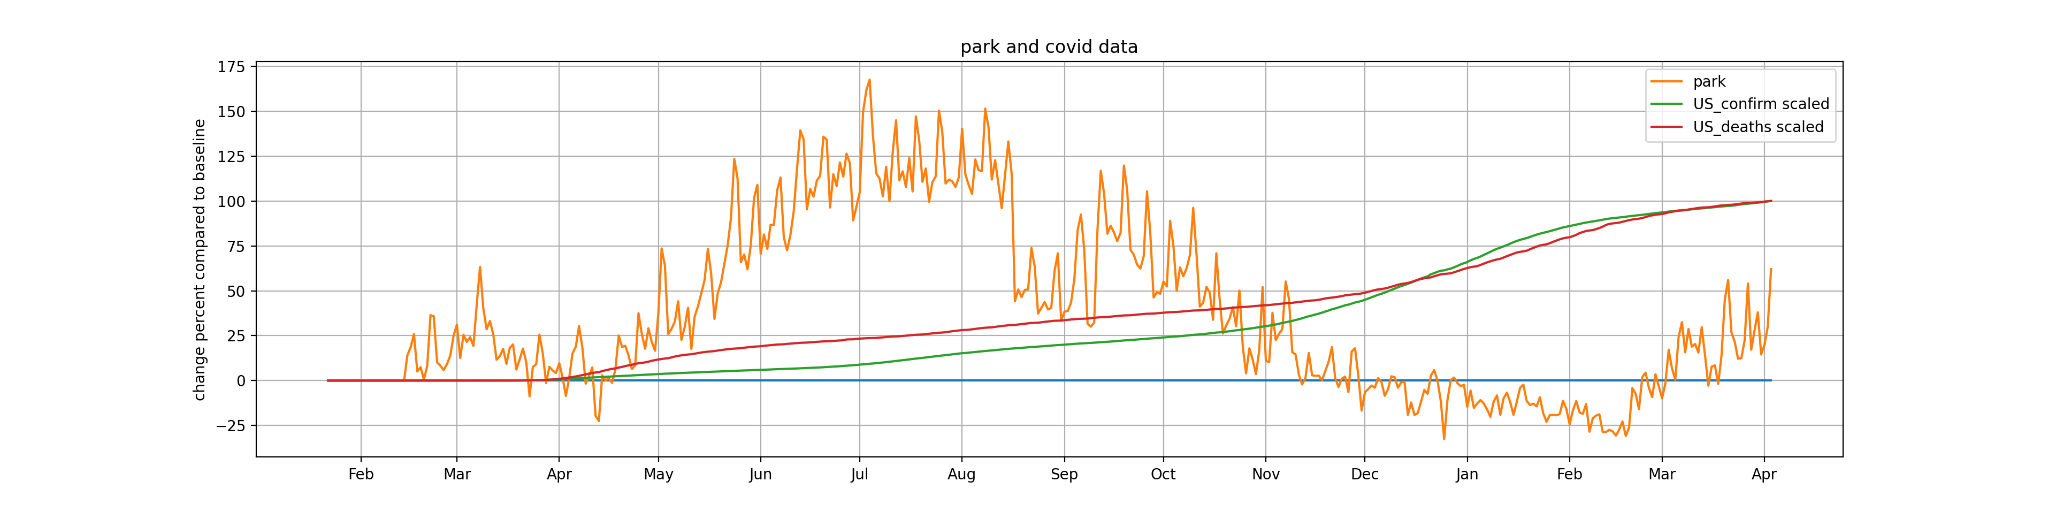 park and covid data
change percent compared to baseline
175
150
125
100
75
50
25
0
−25
park
US_confirm scaled
US_deaths scaled
Feb Mar Apr May Jun Jul Aug Sep Oct Nov Dec Jan Feb Mar Apr